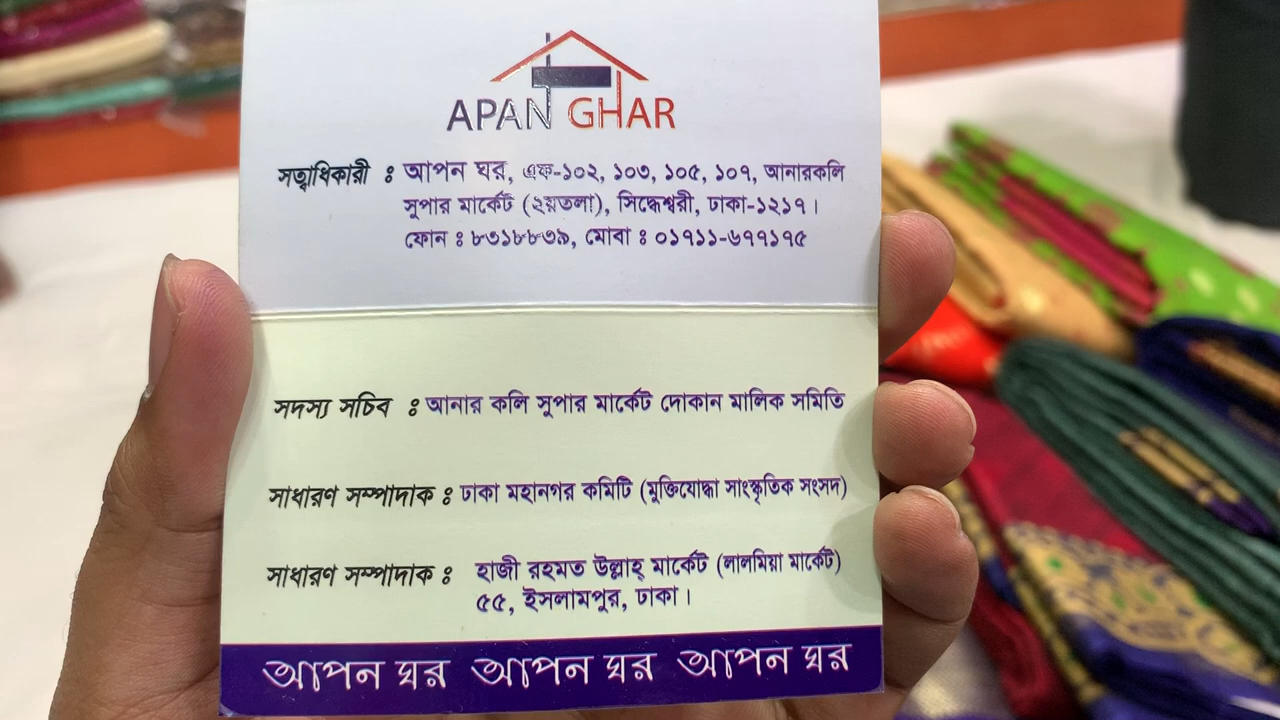 APAN GHAR
সত্ত্বাধিকারী : আপন ঘর, এফ-১০২, ১০৩, ১০৫, ১০৭, আনারকলি
সুপার মার্কেট (২য়তলা), সিদ্ধেশ্বরী, ঢাকা-১২১৭।
ফোন : ৮৩১৮৮৩৯, মোবা : ০১৭১১-৬৭৭১৭৫
সদস্য সচিব : আনার কলি সুপার মার্কেট দোকান মালিক সমিতি
সাধারণ সম্পাদাক : ঢাকা মহানগর কমিটি (মুক্তিযোদ্ধা সাংস্কৃতিক সংসদ)
সাধারণ সম্পাদাক : হাজী রহমত উল্লাহ্ মার্কেট (লালমিয়া মার্কেট)
৫৫, ইসলামপুর, ঢাকা।
আপন ঘর আপন ঘর আপন ঘর